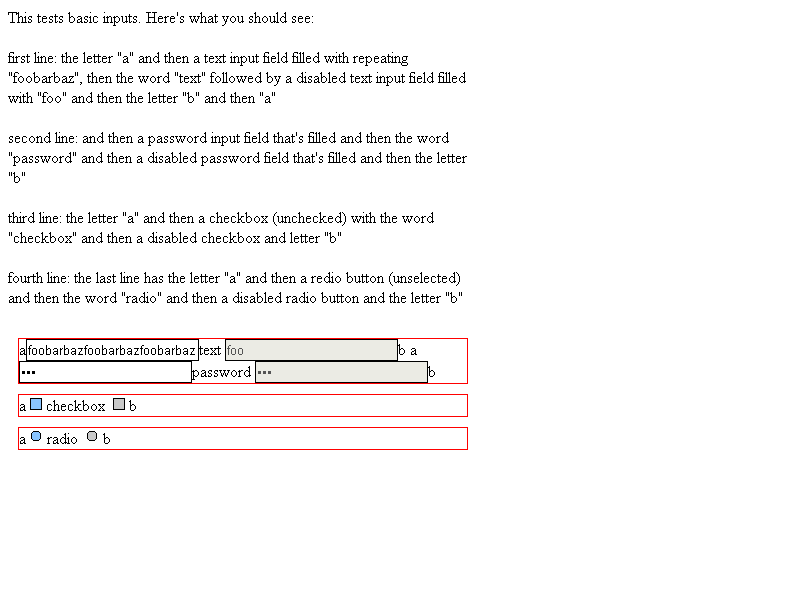 This tests basic inputs. Here's what you should see:
first line: the letter "a" and then a text input field filled with repeating
"foobarbaz", then the word "text" followed by a disabled text input field filled
with "foo" and then the letter "b" and then "a"
second line: and then a password input field that's filled and then the word
"password" and then a disabled password field that's filled and then the letter
"b"
third line: the letter "a" and then a checkbox (unchecked) with the word
"checkbox" and then a disabled checkbox and letter "b"
fourth line: the last line has the letter "a" and then a redio button (unselected)
and then the word "radio" and then a disabled radio button and the letter "b"
afoobarbazfoobarbazfoobarbaz text foo b a
••• password ••• b
a checkbox b
a radio b